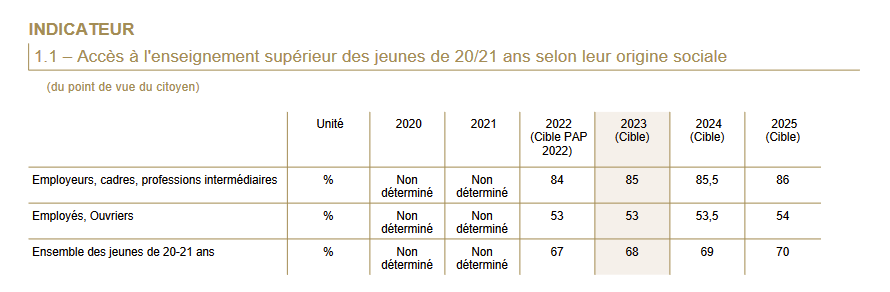 INDICATEUR
1.1 – Accès à l'enseignement supérieur des jeunes de 20/21 ans selon leur origine sociale
(du point de vue du citoyen)
Unité 2020 2021 2022 (Cible PAP 2022) 2023 (Cible) 2024 (Cible) 2025 (Cible)
Employeurs, cadres, professions intermédiaires % Non déterminé Non déterminé 84 85 85,5 86
Employés, Ouvriers % Non déterminé Non déterminé 53 53 53,5 54
Ensemble des jeunes de 20-21 ans % Non déterminé Non déterminé 67 68 69 70